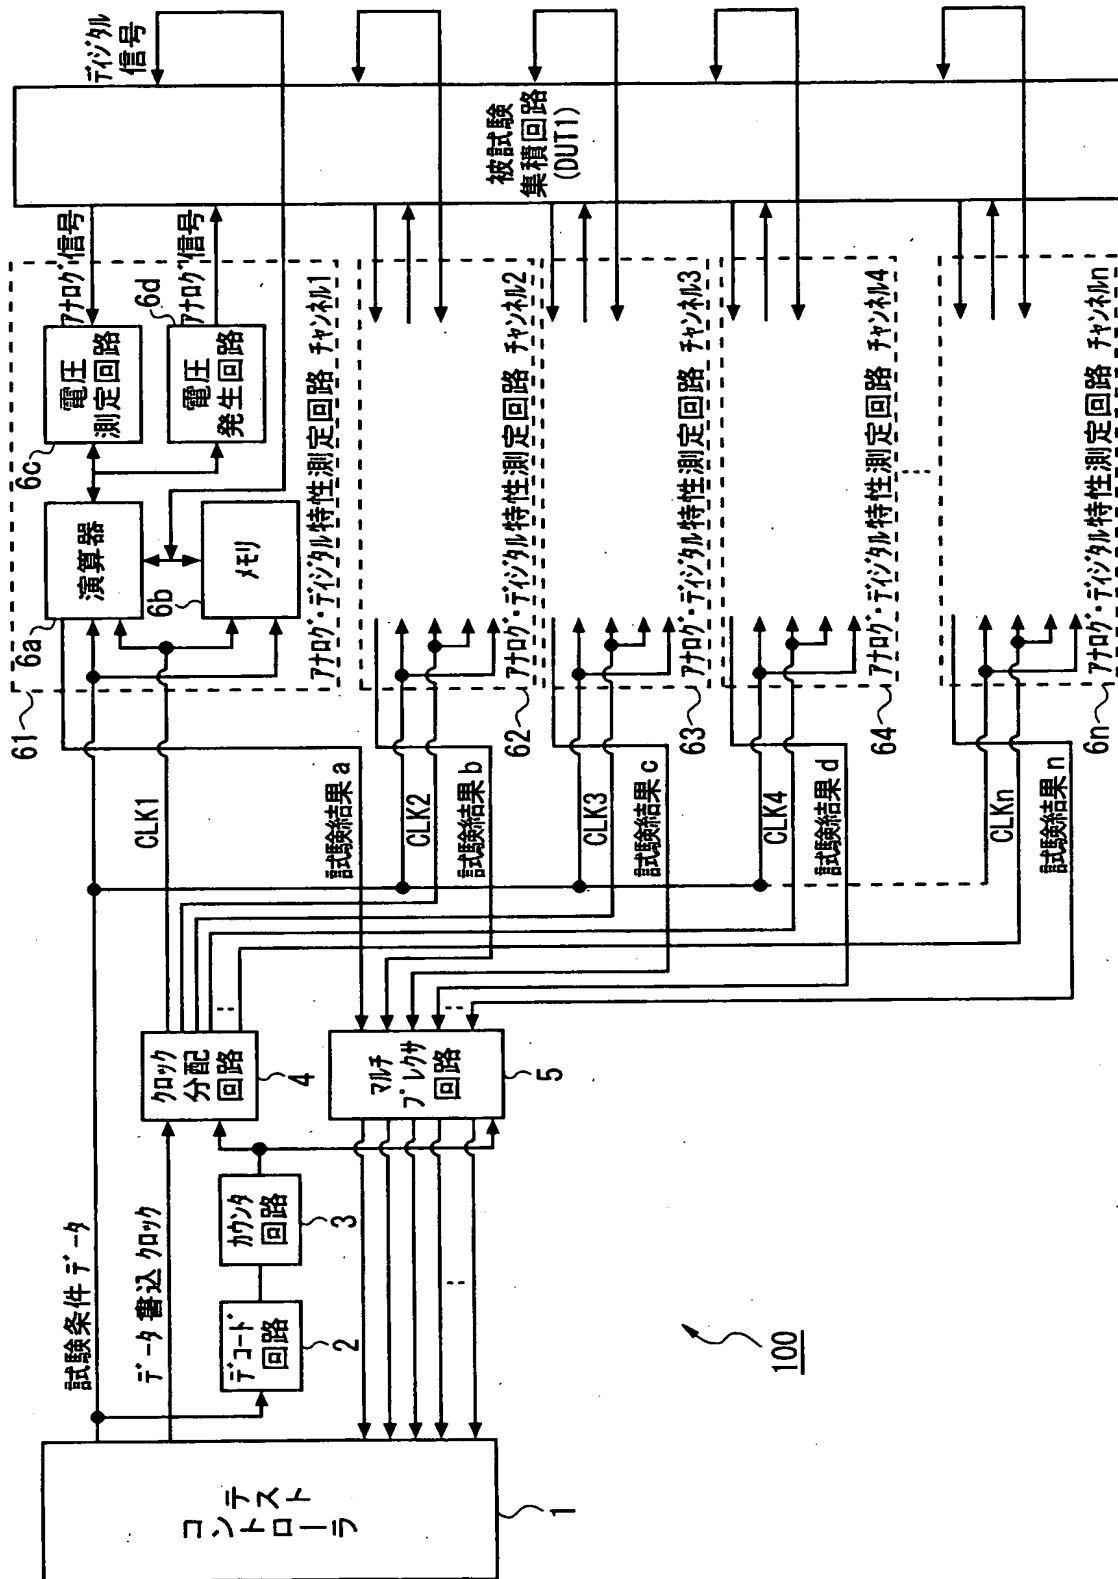 テスト
コントローラ
1
試験条件データ
データ書込クロック
デコード
回路
2
カウンタ
回路
3
クロック
分配
回路
4
マルチ
プレクサ
回路
5
CLK1
試験結果 a
CLK2
試験結果 b
CLK3
試験結果 c
CLK4
試験結果 d
CLKn
試験結果 n
61
6a
演算器
6b
メモリ
6c
電圧
測定回路
6d
電圧
発生回路
アナログ信号
アナログ信号
ディジタル
信号
アナログ・ディジタル特性測定回路 チャンネル1
62
アナログ・ディジタル特性測定回路 チャンネル2
63
アナログ・ディジタル特性測定回路 チャンネル3
64
アナログ・ディジタル特性測定回路 チャンネル4
6n
アナログ・ディジタル特性測定回路 チャンネルn
被試験
集積回路
(DUT1)
100